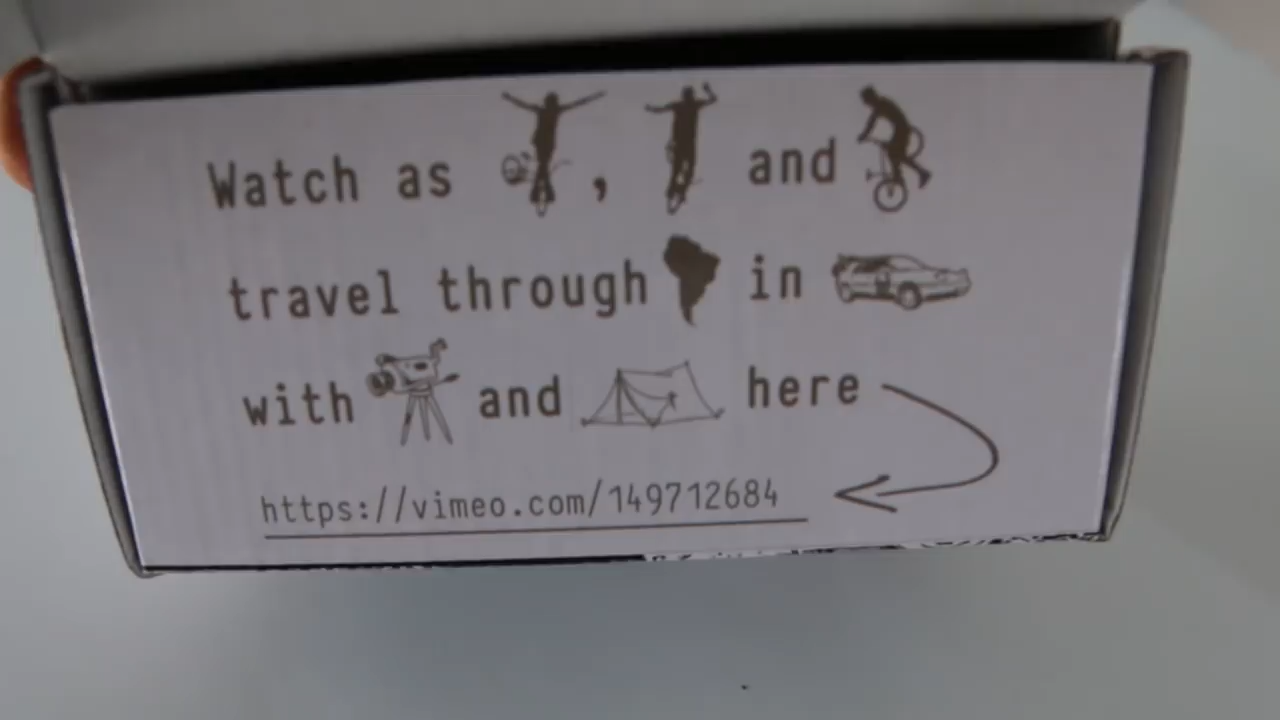 Watch as , and
travel through in
with and here
https://vimeo.com/149712684